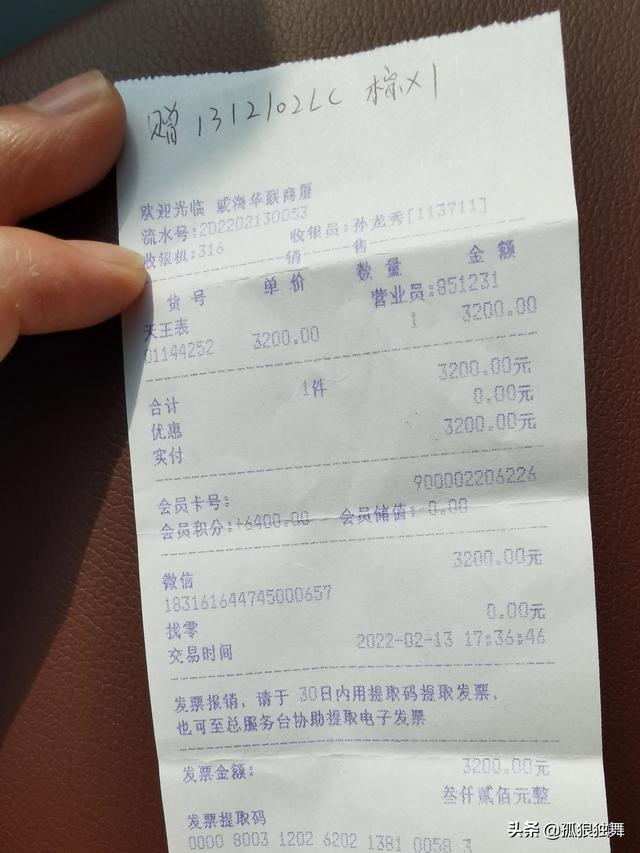 赠 1312102LC 棕X1
欢迎光临 威海华联商厦
流水号:2D2202130053
收银机:316 收银员:孙龙秀[113711]
销 售
货号 单价 数量 金额
天王表 营业员:851231
01144252 3200.00 1 3200.00
合计 1件 3200.00元
优惠 0.00元
实付 3200.00元
会员卡号: 900002206226
会员积分:+6400.00 会员储值:-0.00
微信 3200.00元
183161644745000657
找零 0.00元
交易时间 2022-02-13 17:36:46
发票报销，请于 30日内用提取码提取发票，
也可至总服务台协助提取电子发票
发票金额: 3200.00元
叁仟贰佰元整
发票提取码
0000 8003 1202 6202 1381 0058 3
头条 @孤狼独舞